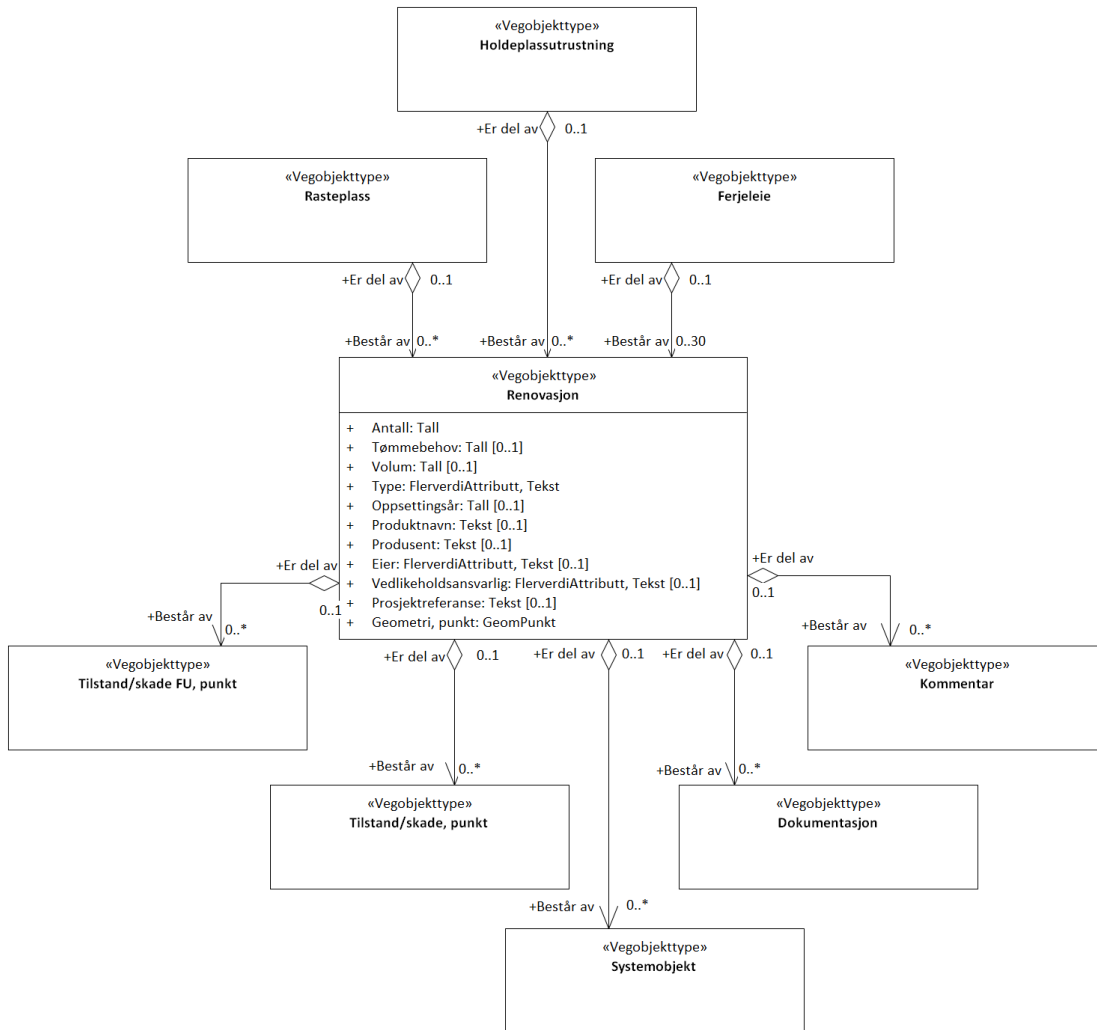 «Vegobjekttype»
Holdeplassutrustning
+Er del av 0..1
«Vegobjekttype»
Rasteplass
«Vegobjekttype»
Ferjeleie
+Er del av 0..1
+Er del av 0..1
+Består av 0..*
+Består av 0..*
+Består av 0..30
«Vegobjekttype»
Renovasjon
+ Antall: Tall
+ Tømmebehov: Tall [0..1]
+ Volum: Tall [0..1]
+ Type: FlerverdiAttributt, Tekst
+ Oppsettingsår: Tall [0..1]
+ Produktnavn: Tekst [0..1]
+ Produsent: Tekst [0..1]
+ Eier: FlerverdiAttributt, Tekst [0..1]
+ Vedlikeholdsansvarlig: FlerverdiAttributt, Tekst [0..1]
+ Prosjektreferanse: Tekst [0..1]
+ Geometri, punkt: GeomPunkt
+Er del av
0..1
+Består av
0..*
+Er del av
0..1
+Består av
0..*
+Er del av 0..1
+Er del av 0..1
+Er del av 0..1
«Vegobjekttype»
Tilstand/skade FU, punkt
«Vegobjekttype»
Kommentar
+Består av 0..*
+Består av 0..*
«Vegobjekttype»
Tilstand/skade, punkt
«Vegobjekttype»
Dokumentasjon
+Består av 0..*
«Vegobjekttype»
Systemobjekt